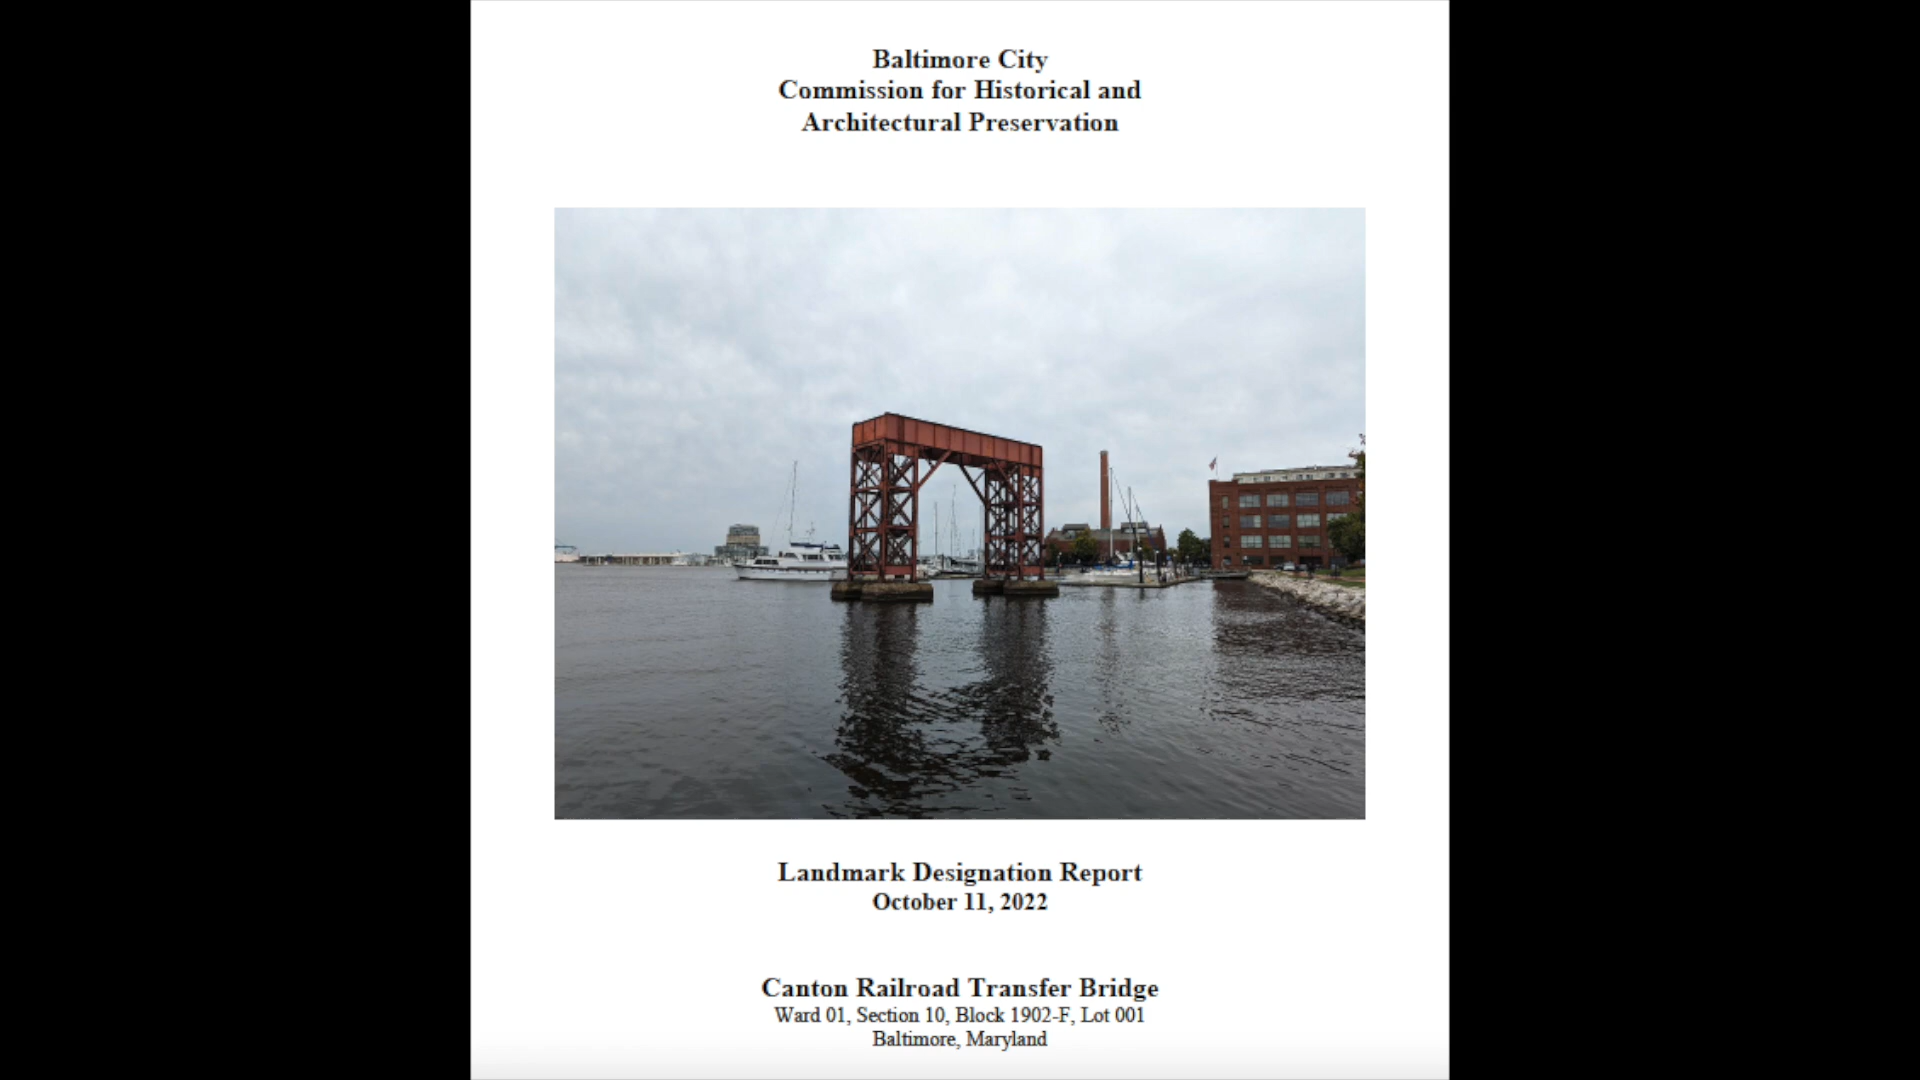 Baltimore City
Commission for Historical and
Architectural Preservation
Landmark Designation Report
October 11, 2022
Canton Railroad Transfer Bridge
Ward 01, Section 10, Block 1902-F, Lot 001
Baltimore, Maryland